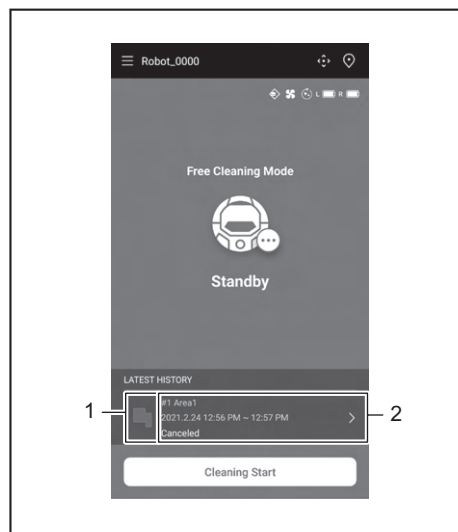 Robot_0000
L R
Free Cleaning Mode
Standby
LATEST HISTORY
#1 Area1
2021.2.24 12:56 PM ~ 12:57 PM
Canceled
1
2
Cleaning Start